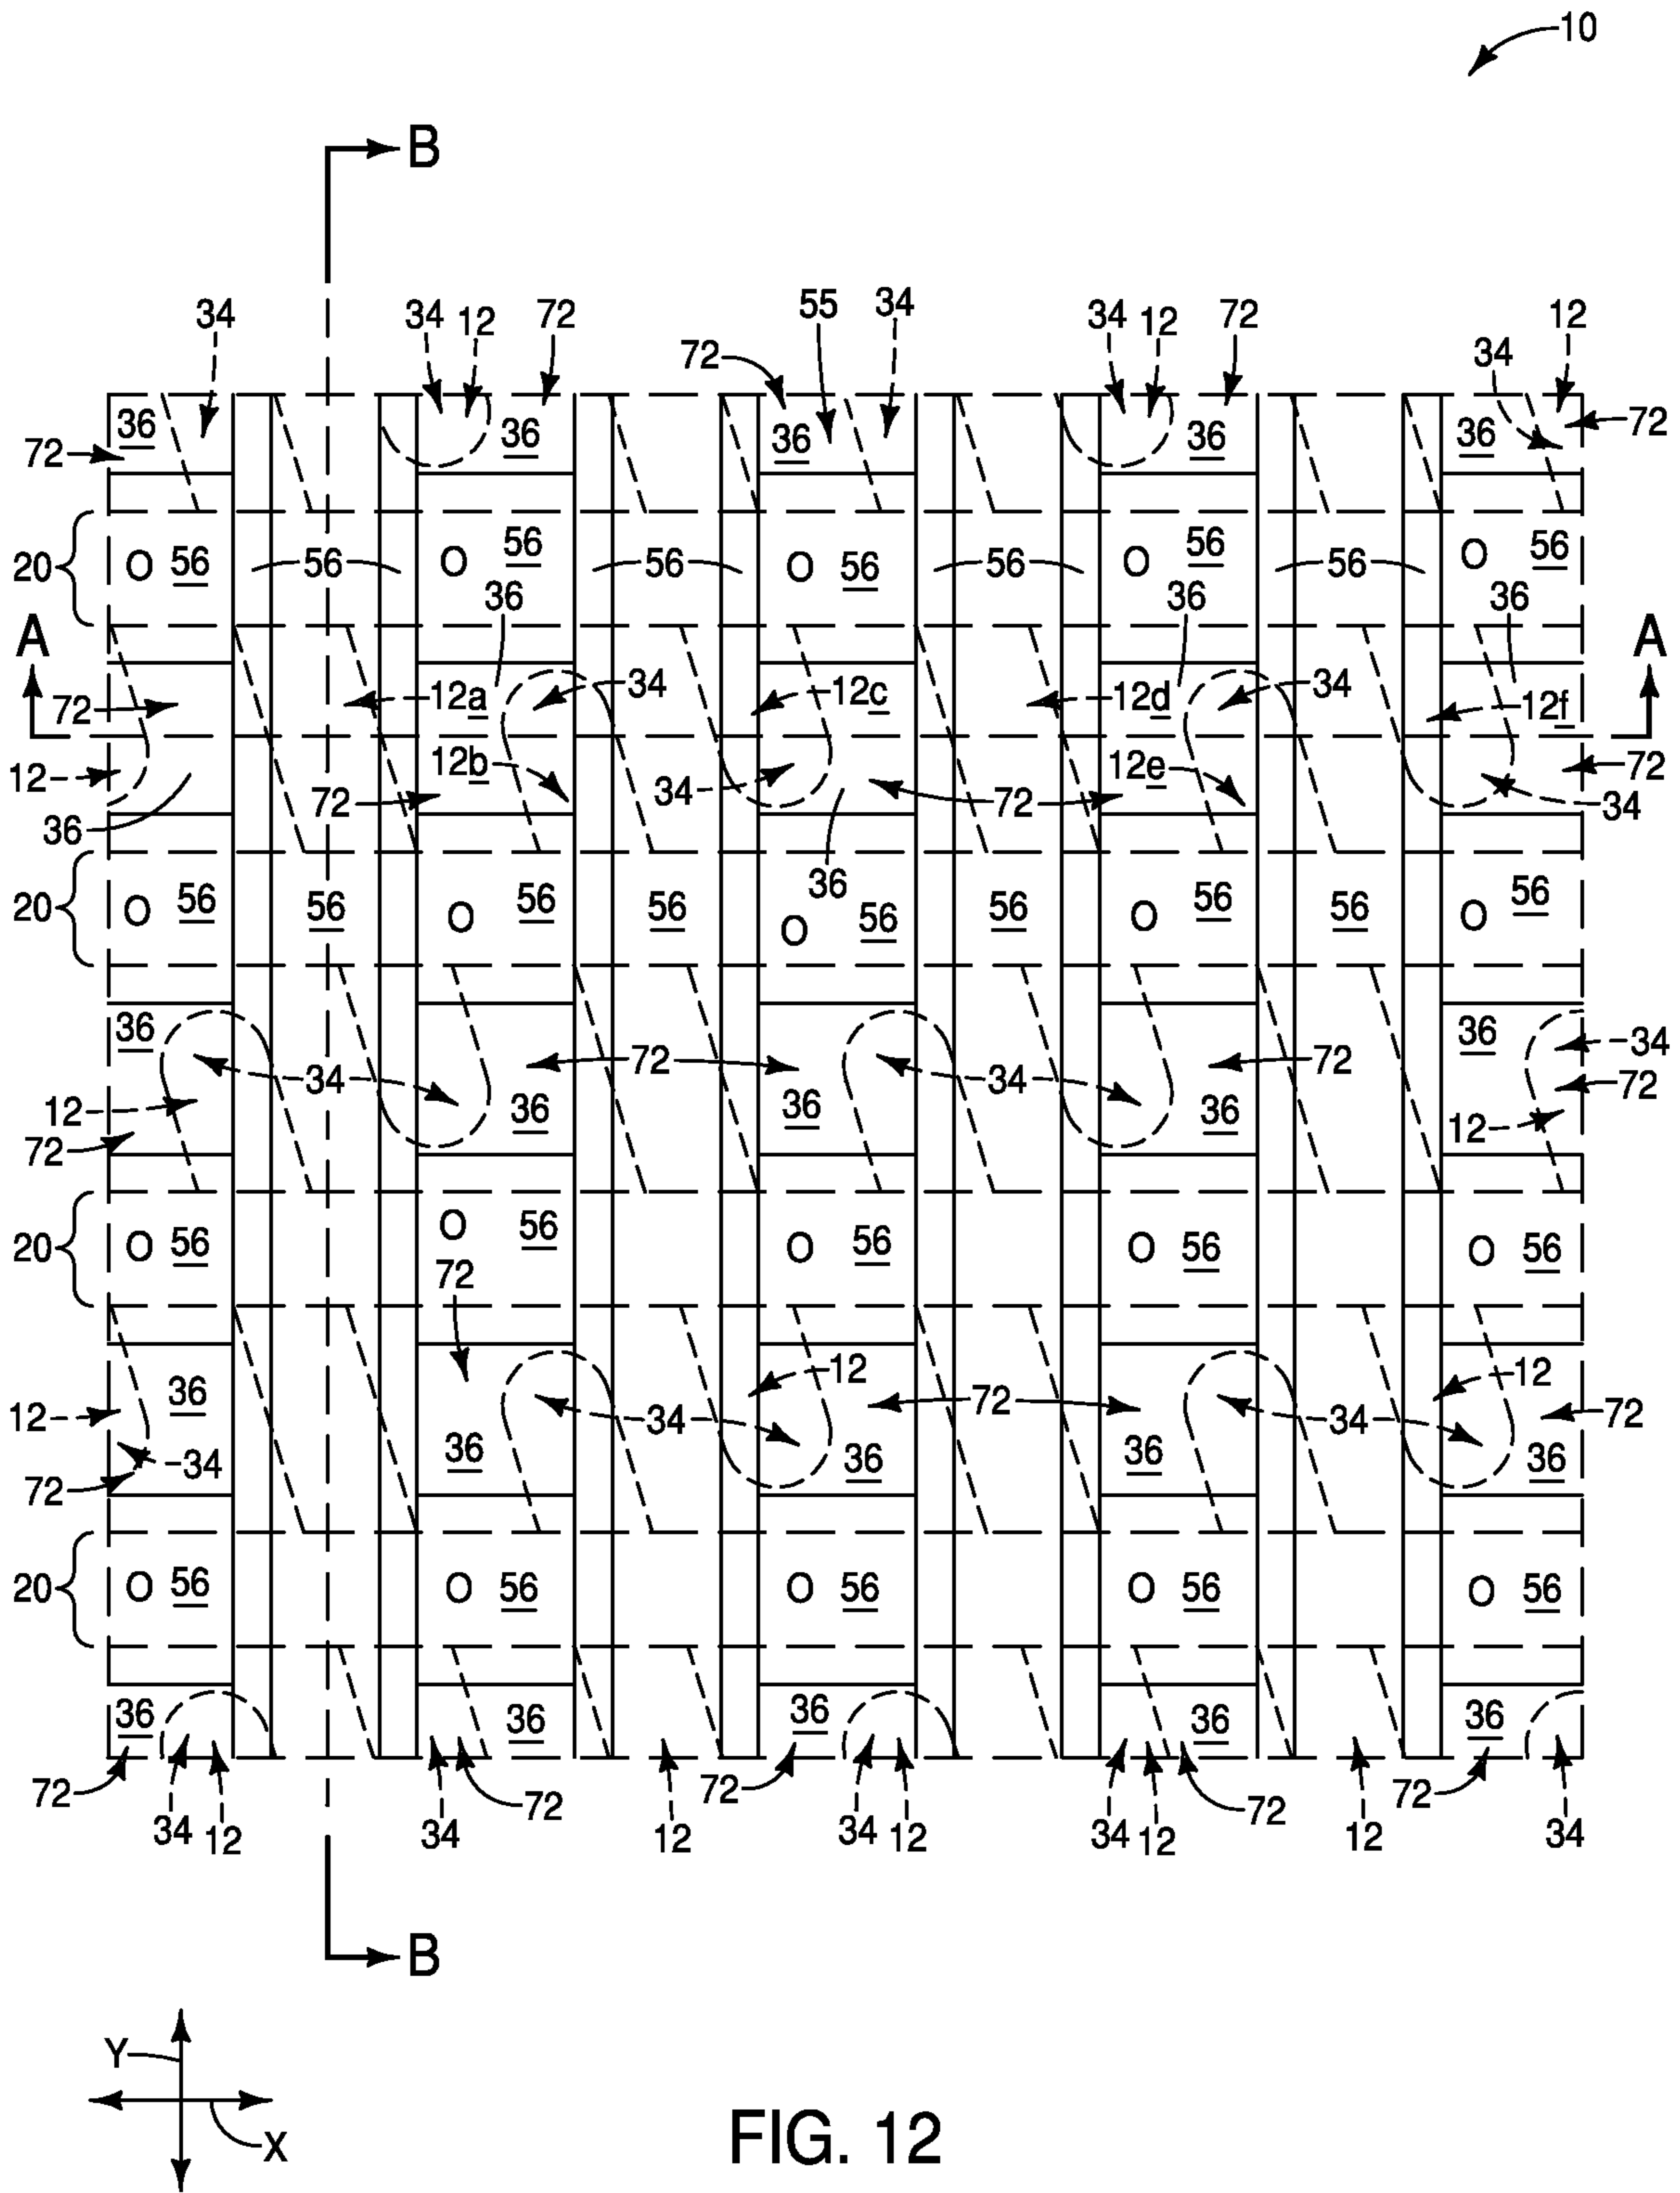 10
B
34 34 12 72 55 34 34 12 72 12
72 34
36 36 36 36 36
72 72
20 O 56 56 O 56 56 O 56 56 O 56 56 O 56
36 36 36
A A
72 12a 34 12c 12d 34 12f
12 12b 34 12e 72
36 72 36 72 34
20 O 56 56 O 56 56 O 56 56 O 56 56 O 56
36 36 34
34 72 34 72 72
12 36 36 36 12
72
20 O 56 O 56 O 56 O 56 O 56
72
36 12 12
12 34 72 34 72
34 36 36 36 36
72
20 O 56 O 56 O 56 O 56 O 56
36 36 36 36 36
72 72 72 72 72
34 12 34 12 34 12 34 12 12 34
B
Y
X
FIG. 12